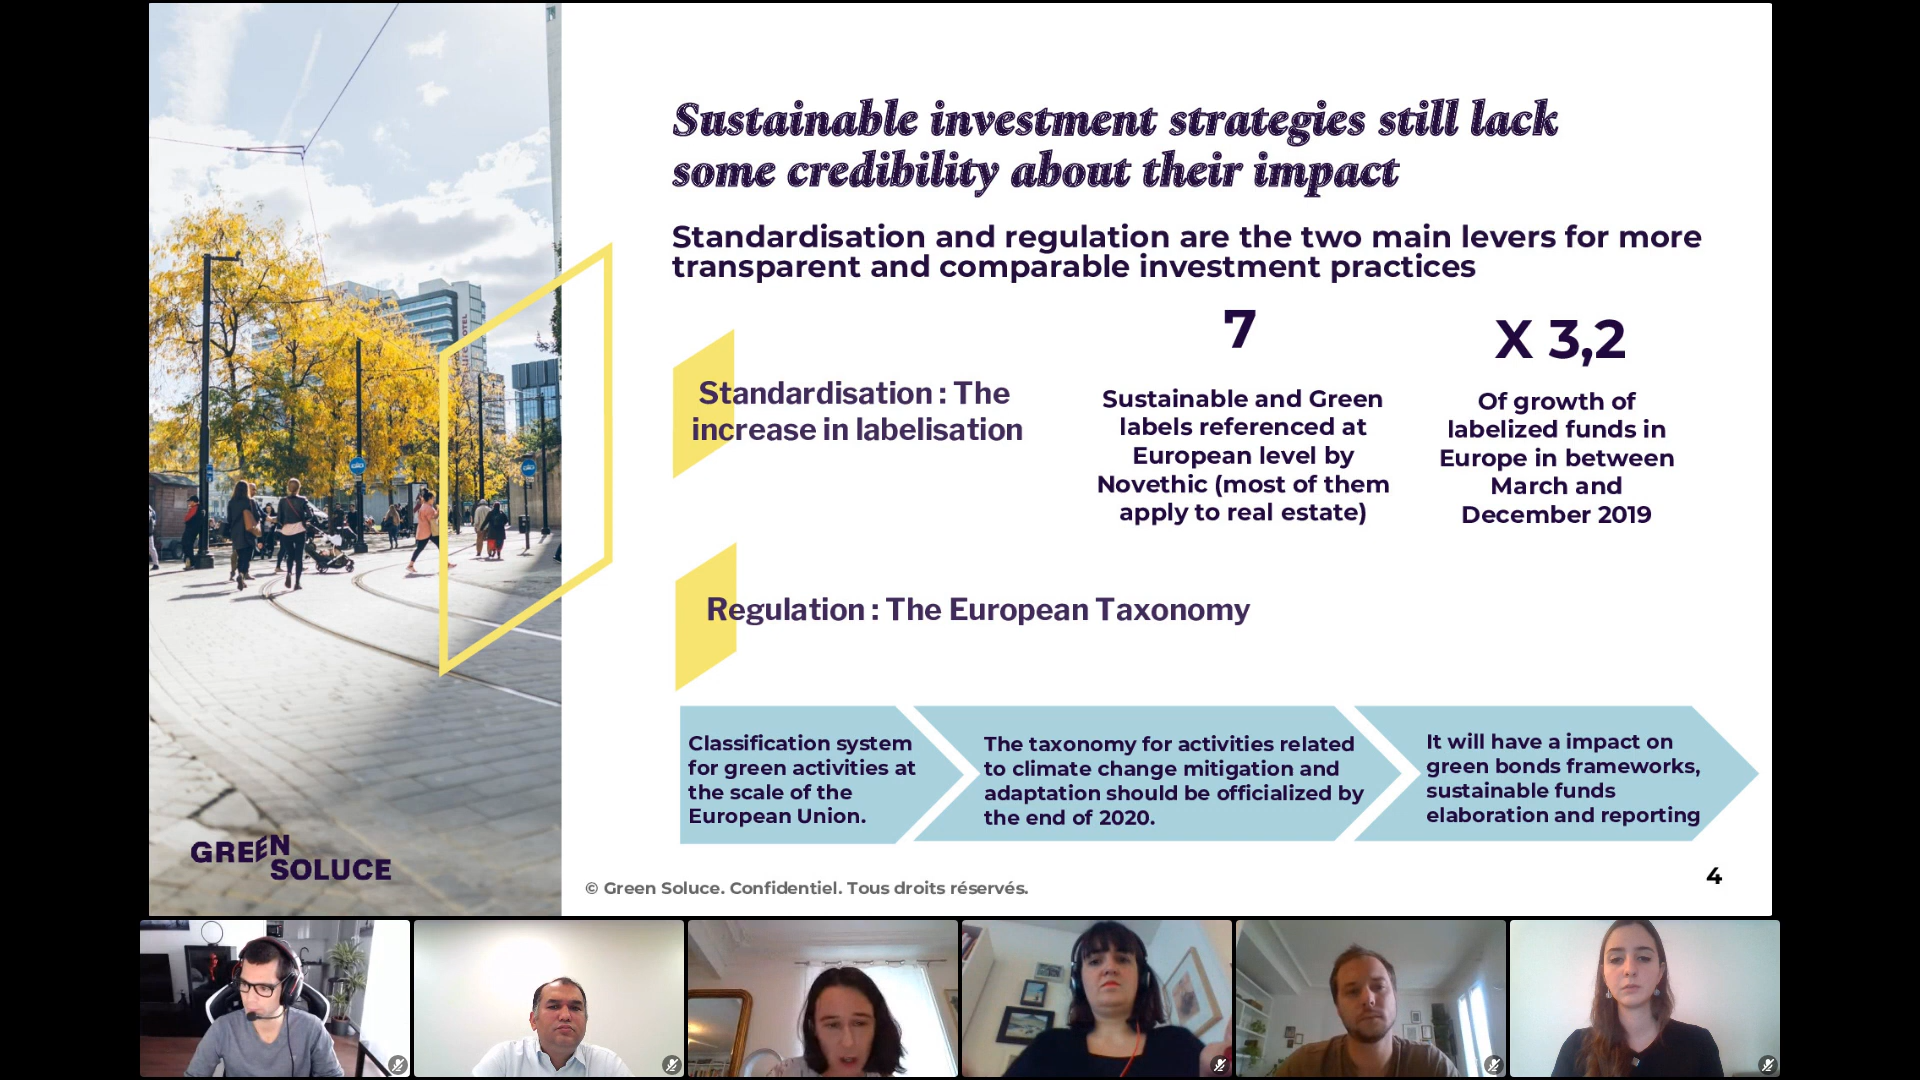 Sustainable investment strategies still lack
some credibility about their impact
Standardisation and regulation are the two main levers for more
transparent and comparable investment practices
Standardisation : The
increase in labelisation
7
Sustainable and Green
labels referenced at
European level by
Novethic (most of them
apply to real estate)
X 3,2
Of growth of
labelized funds in
Europe in between
March and
December 2019
Regulation : The European Taxonomy
Classification system
for green activities at
the scale of the
European Union.
The taxonomy for activities related
to climate change mitigation and
adaptation should be officialized by
the end of 2020.
It will have a impact on
green bonds frameworks,
sustainable funds
elaboration and reporting
GREEN
SOLUCE
© Green Soluce. Confidentiel. Tous droits réservés.
4